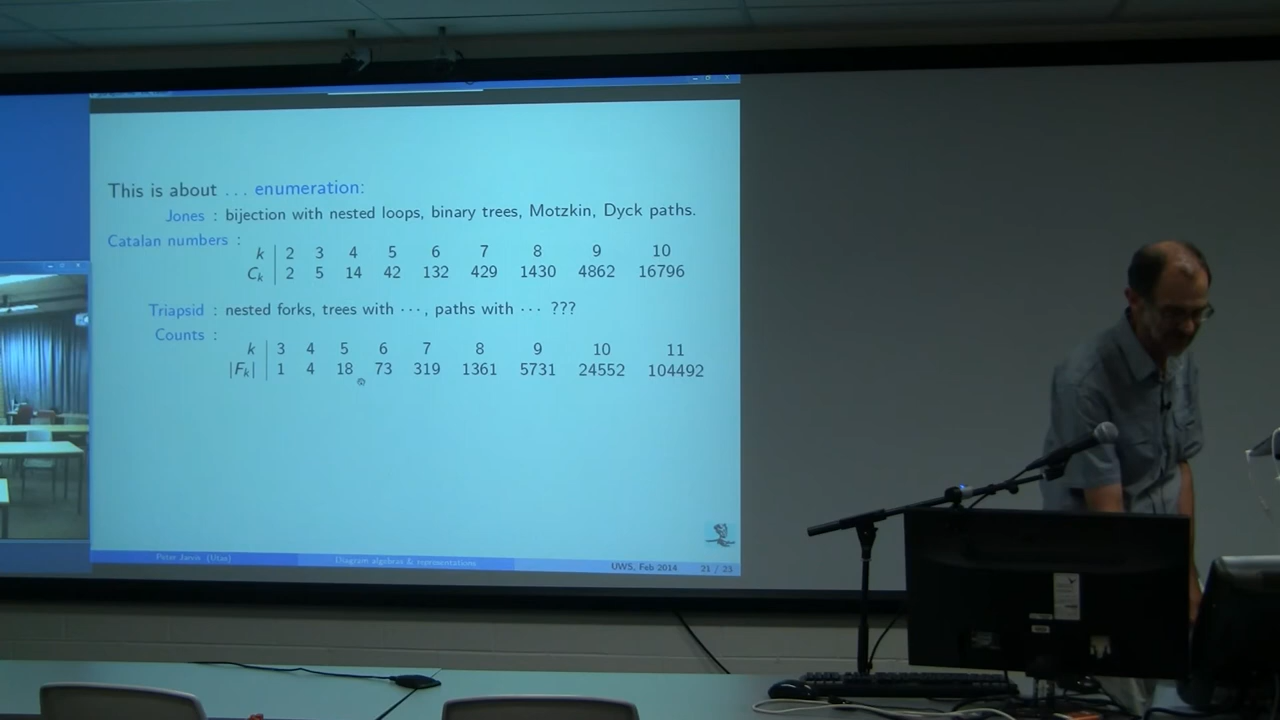 This is about ... enumeration:
Jones : bijection with nested loops, binary trees, Motzkin, Dyck paths.
Catalan numbers :
k 2 3 4 5 6 7 8 9 10
Ck 2 5 14 42 132 429 1430 4862 16796
Triapsid : nested forks, trees with ··· , paths with ··· ???
Counts :
k 3 4 5 6 7 8 9 10 11
|Fk| 1 4 18 73 319 1361 5731 24552 104492
Peter Jarvis (Utas) Diagram algebras & representations UWS, Feb 2014 21 / 23